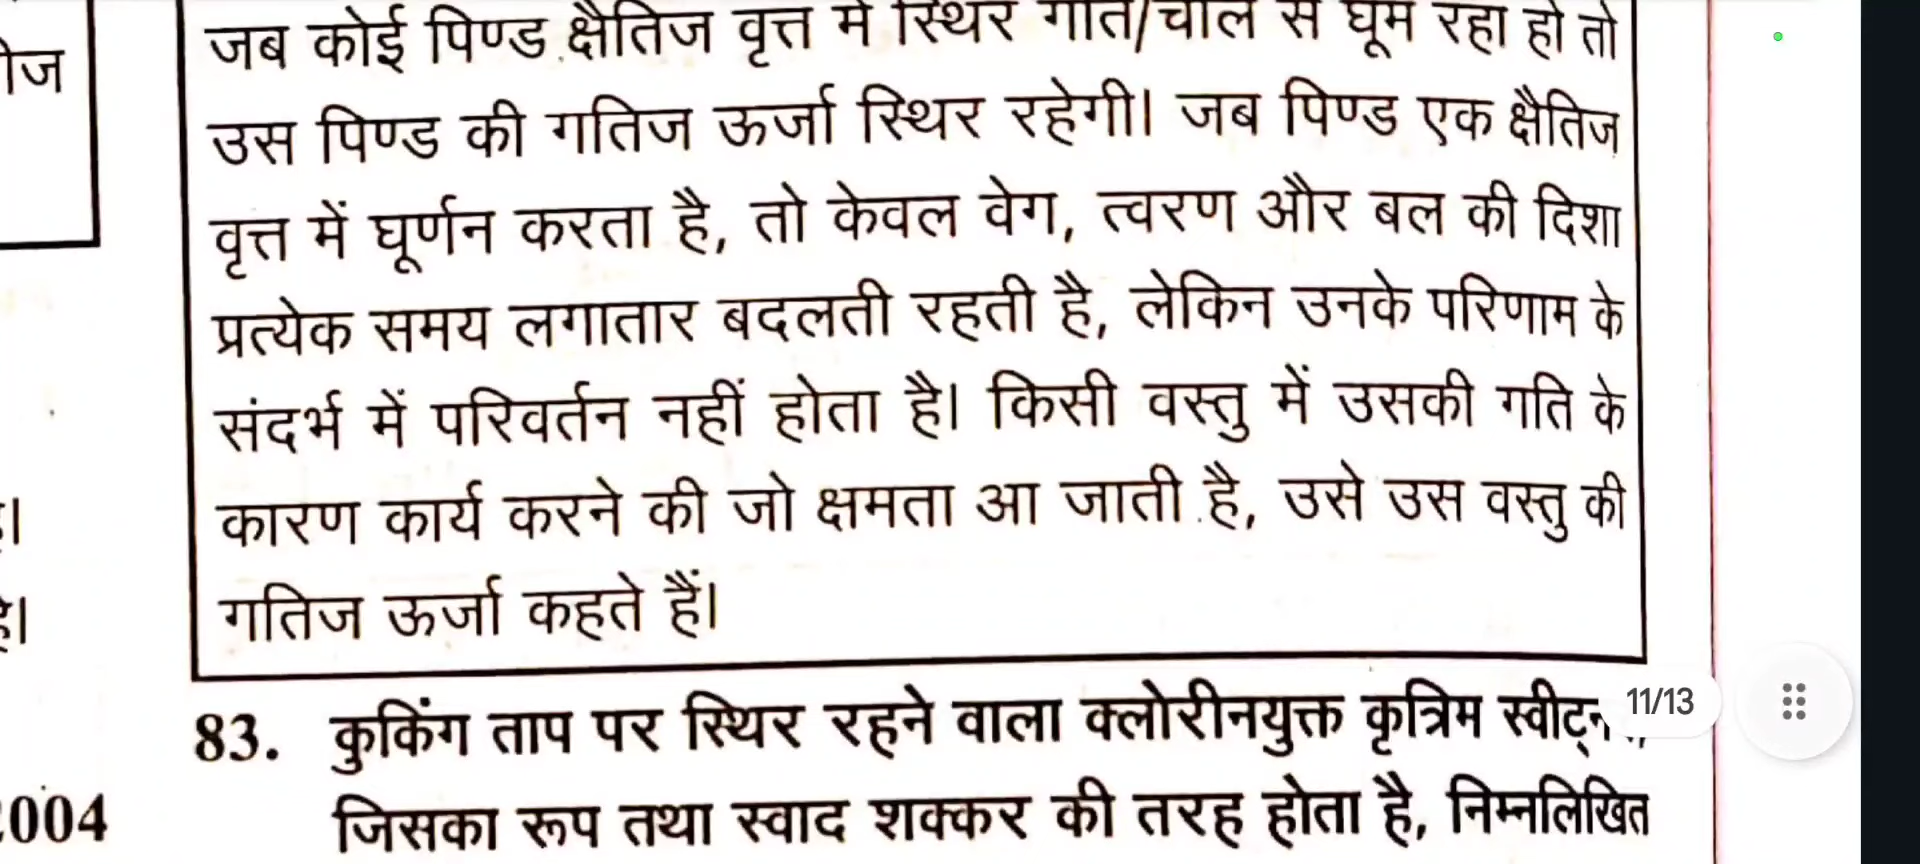 जब कोई पिण्ड क्षैतिज वृत्त में स्थिर गति/चाल से घूम रहा हो तो
ोज
उस पिण्ड की गतिज ऊर्जा स्थिर रहेगी। जब पिण्ड एक क्षैतिज
वृत्त में घूर्णन करता है, तो केवल वेग, त्वरण और बल की दिशा
प्रत्येक समय लगातार बदलती रहती है, लेकिन उनके परिणाम के
संदर्भ में परिवर्तन नहीं होता है। किसी वस्तु में उसकी गति के
कारण कार्य करने की जो क्षमता आ जाती है, उसे उस वस्तु की
गतिज ऊर्जा कहते हैं।
83. कुकिंग ताप पर स्थिर रहने वाला क्लोरीनयुक्त कृत्रिम
11/13
जिसका रूप तथा स्वाद शक्कर की तरह होता है, निम्नलिखित
004